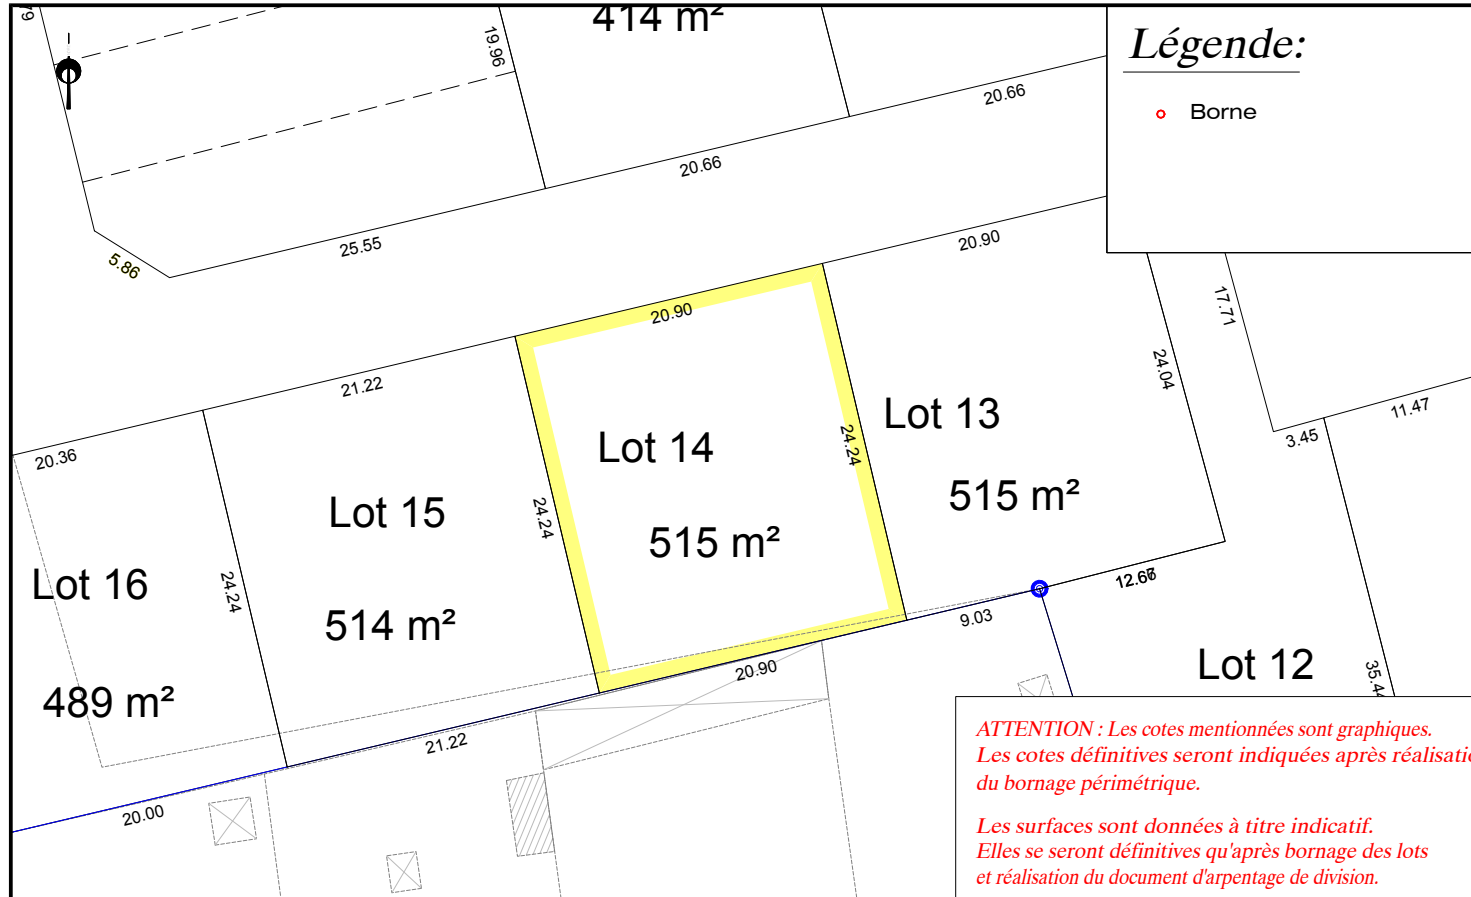 414 m²
19.96
Légende:
Borne
20.66
20.66
25.55
5.86
20.90
20.90
21.22
20.36
17.71
24.04
11.47
3.45
Lot 13
515 m²
24.24
Lot 14
515 m²
24.24
Lot 15
514 m²
24.24
Lot 16
489 m²
9.03
Lot 12
20.90
21.22
20.00
ATTENTION : Les cotes mentionnées sont graphiques.
Les cotes définitives seront indiquées après
du bornage périmétrique.
Les surfaces sont données à titre indicatif.
Elles se seront définitives qu'après bornage des lots
et réalisation du document d'arpentage de division.